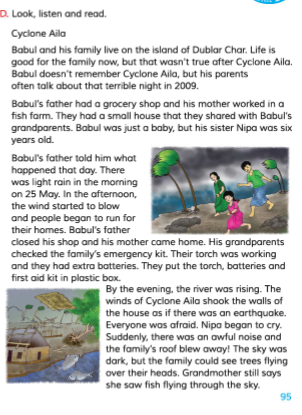 D. Look, listen and read.
Cyclone Aila
Babul and his family live on the island of Dublar Char. Life is
good for the family now, but that wasn't true after Cyclone Aila.
Babul doesn't remember Cyclone Aila, but his parents
often talk about that terrible night in 2009.
Babul's father had a grocery shop and his mother worked in a
fish farm. They had a small house that they shared with Babul's
grandparents. Babul was just a baby, but his sister Nipa was six
years old.
Babul's father told him what
happened that day. There
was light rain in the morning
on 25 May. In the afternoon,
the wind started to blow
and people began to run for
their homes. Babul's father
closed his shop and his mother came home. His grandparents
checked the family's emergency kit. Their torch was working
and they had extra batteries. They put the torch, batteries and
first aid kit in plastic box.
By the evening, the river was rising. The
winds of Cyclone Aila shook the walls of
the house as if there was an earthquake.
Everyone was afraid. Nipa began to cry.
Suddenly, there was an awful noise and
the family's roof blew away! The sky was
dark, but the family could see trees flying
over their heads. Grandmother still says
she saw fish flying through the sky.
95